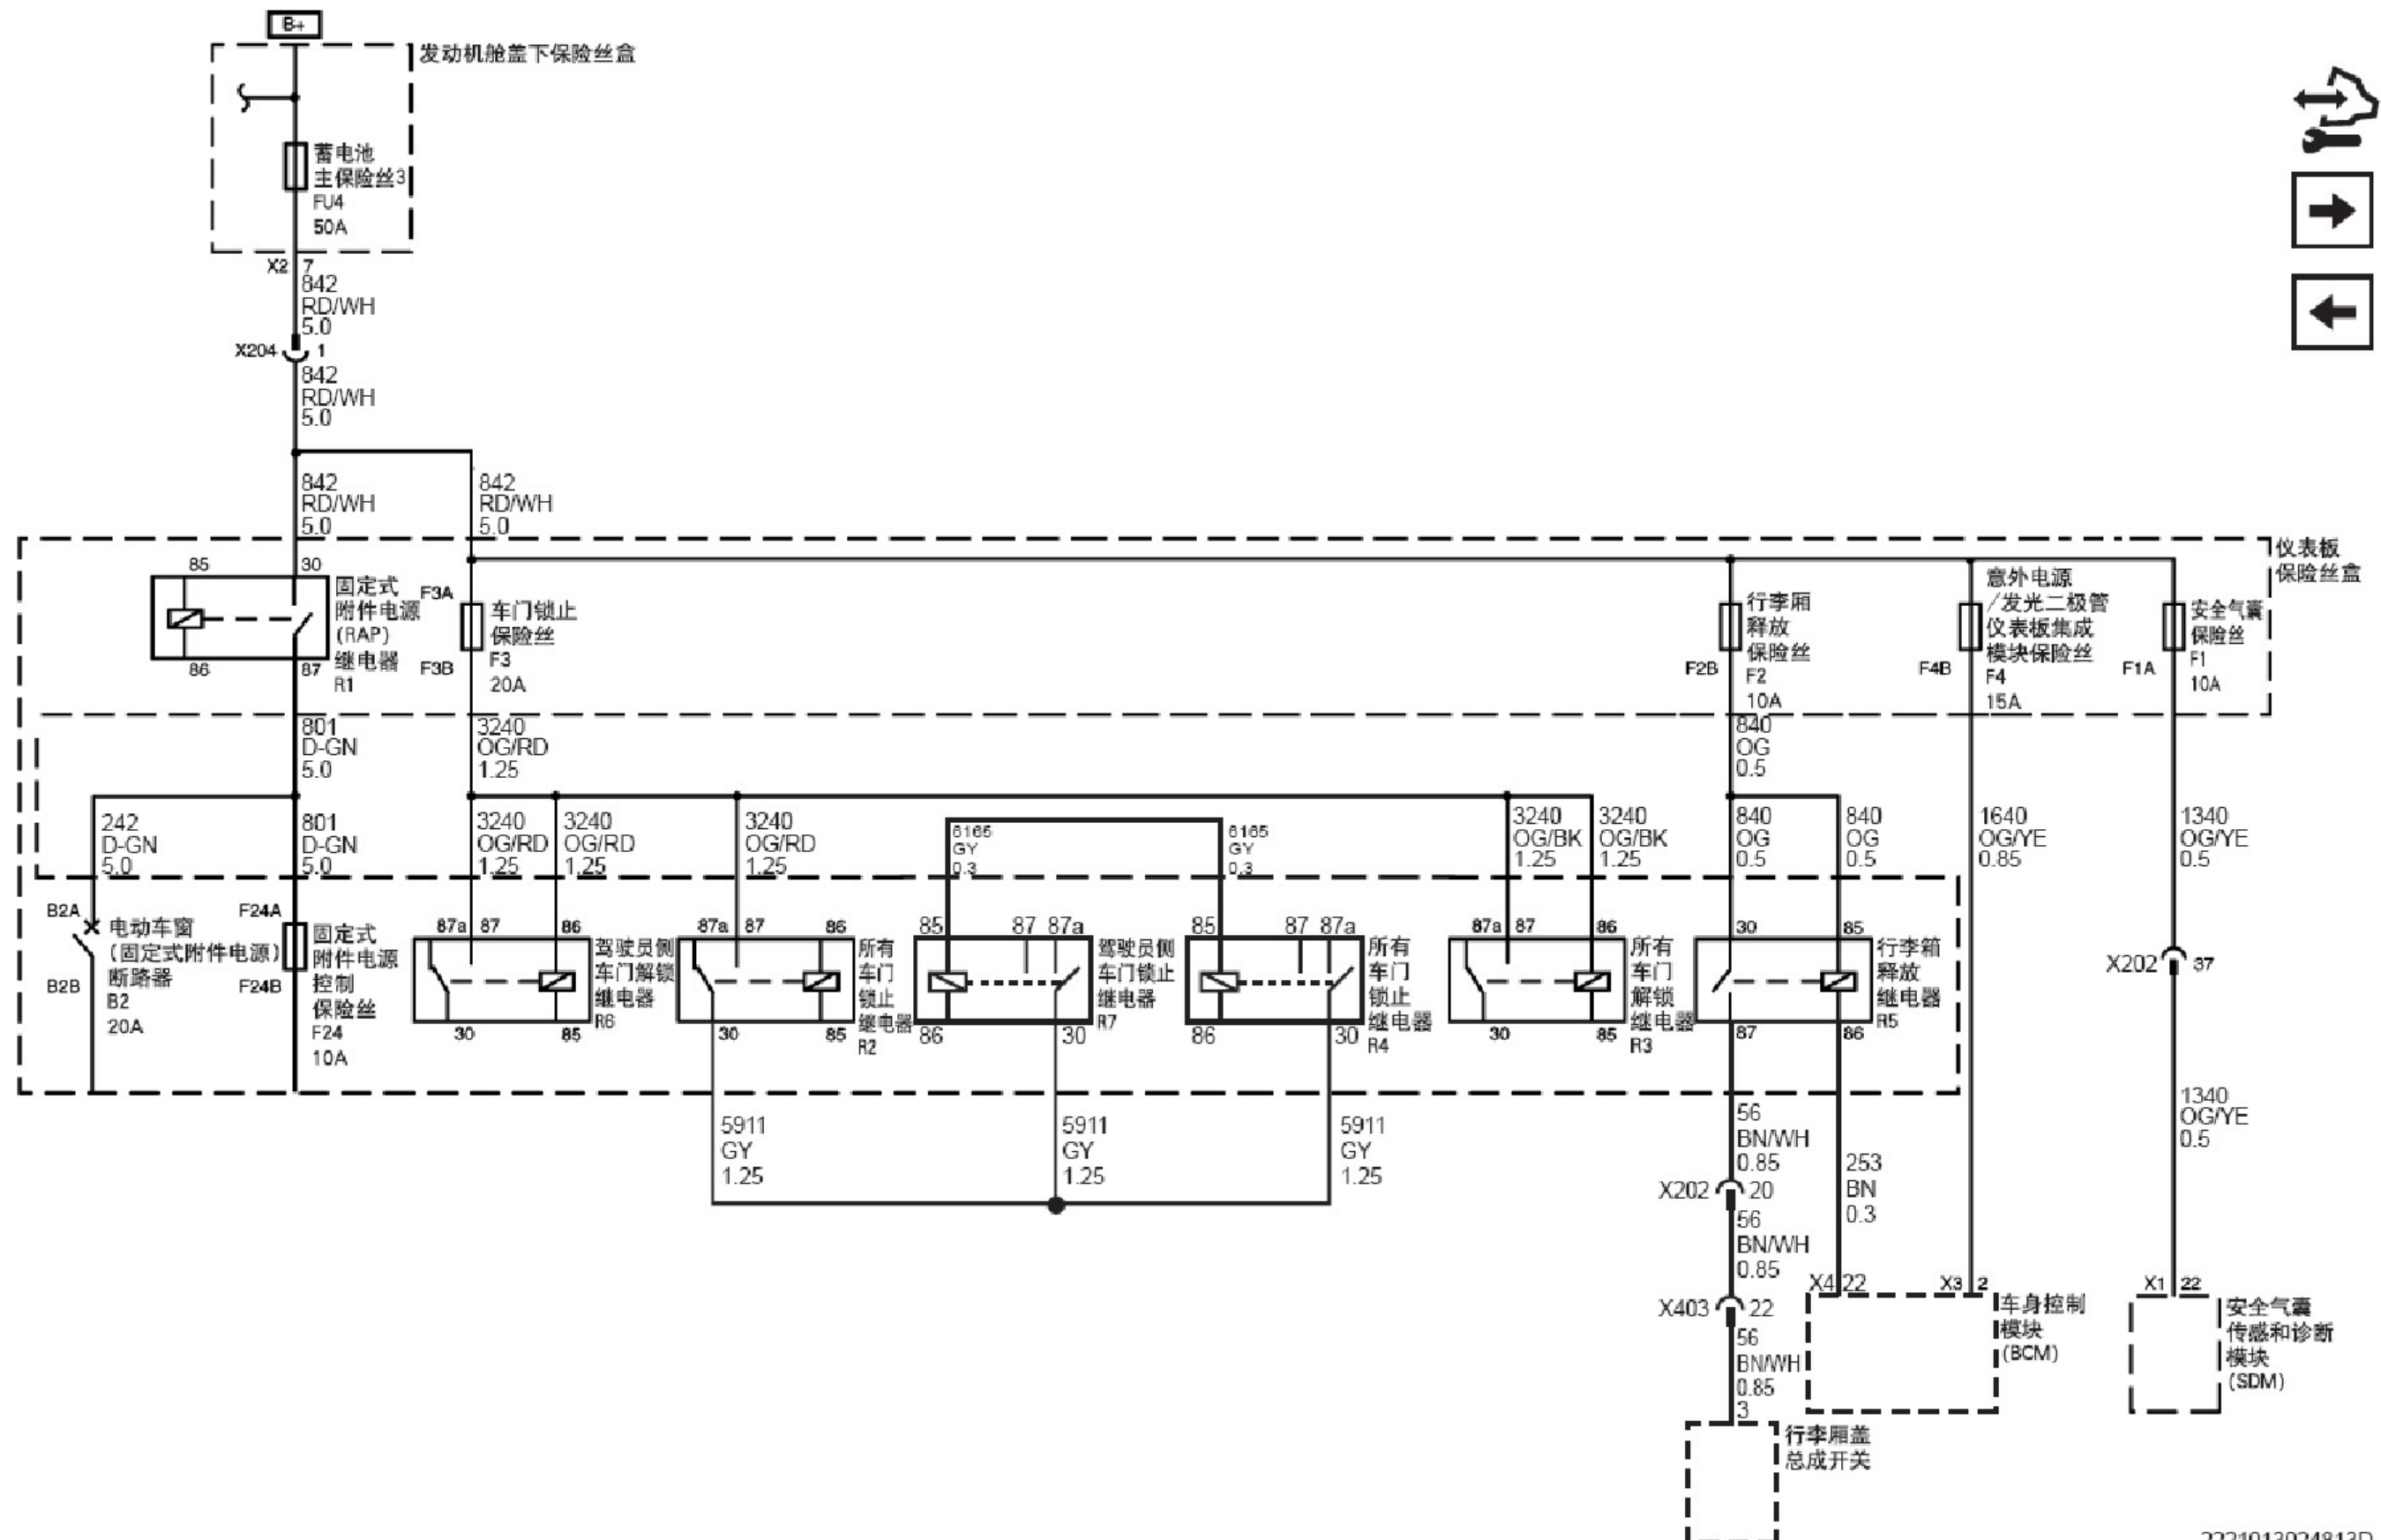 B+
发动机舱盖下保险丝盒
蓄电池
主保险丝3
FU4
50A
X2 7
842
RD/WH
5.0
X204 1
842
RD/WH
5.0
842
RD/WH
5.0
842
RD/WH
5.0
仪表板
保险丝盒
85 30
固定式
附件电源
(RAP)
继电器
R1
86 87
F3A
车门锁止
保险丝
F3
20A
F3B
行李厢
释放
保险丝
F2
10A
F2B
意外电源
/发光二极管
仪表板集成
模块保险丝
F4
15A
F4B
安全气囊
保险丝
F1
10A
F1A
801
D-GN
5.0
3240
OG/RD
1.25
840
OG
0.5
242
D-GN
5.0
801
D-GN
5.0
3240
OG/RD
1.25
3240
OG/RD
1.25
3240
OG/RD
1.25
6165
GY
0.3
6165
GY
0.3
3240
OG/BK
1.25
3240
OG/BK
1.25
840
OG
0.5
840
OG
0.5
1640
OG/YE
0.85
1340
OG/YE
0.5
B2A
电动车窗
(固定式附件电源)
断路器
B2
20A
B2B
F24A
固定式
附件电源
控制
保险丝
F24
10A
F24B
87a 87 86
驾驶员侧
车门解锁
继电器
R6
30 85
87a 87 86
所有
车门
锁止
继电器
R2
30 85
85 87 87a
驾驶员侧
车门锁止
继电器
R7
86 30
85 87 87a
所有
车门
锁止
继电器
R4
86 30
87a 87 86
所有
车门
解锁
继电器
R3
30 85
30 85
行李箱
释放
继电器
R5
87 86
X202 37
5911
GY
1.25
5911
GY
1.25
5911
GY
1.25
56
BN/WH
0.85
253
BN
0.3
1340
OG/YE
0.5
X202 20
56
BN/WH
0.85
X403 22
56
BN/WH
0.85
3
X4 22
X3 2
车身控制
模块
(BCM)
X1 22
安全气囊
传感和诊断
模块
(SDM)
行李厢盖
总成开关